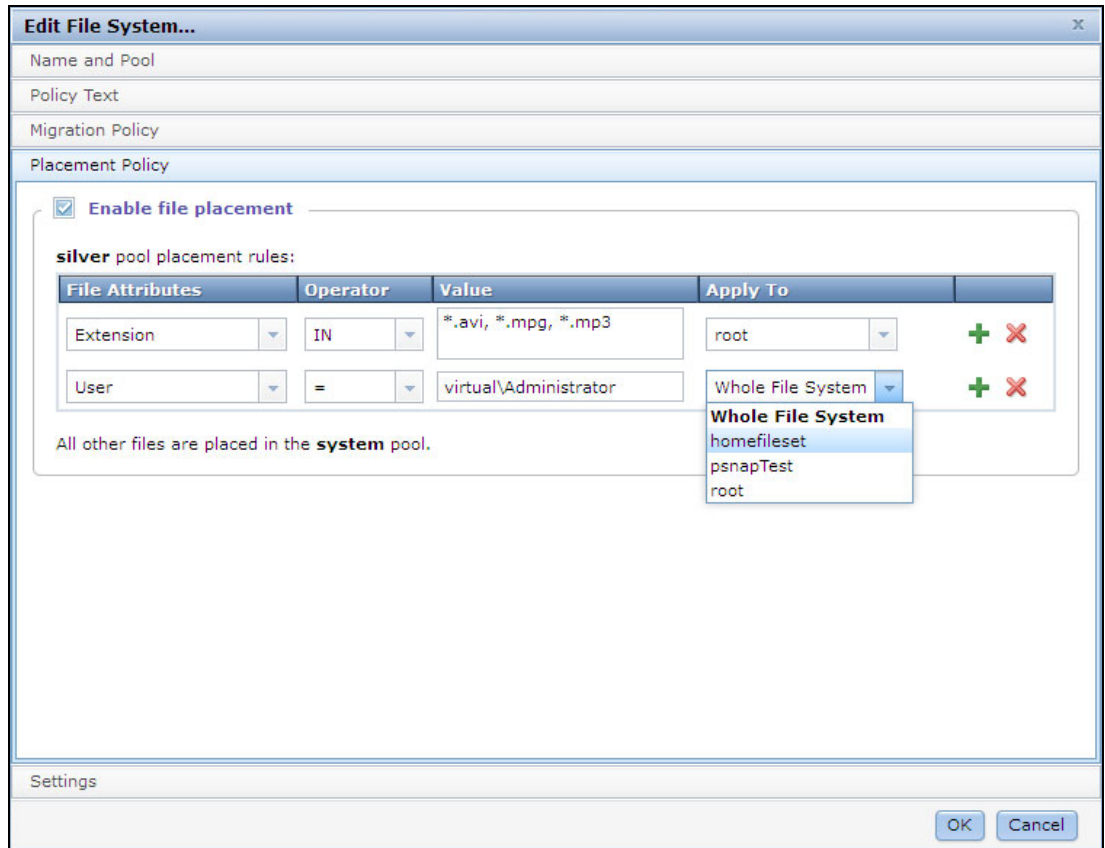 Edit File System...
x
Name and Pool
Policy Text
Migration Policy
Placement Policy
Enable file placement
silver pool placement rules:
File Attributes Operator Value Apply To
Extension IN *.avi, *.mpg, *.mp3 root
User = virtual\Administrator Whole File System
Whole File System
homefileset
psnapTest
root
All other files are placed in the system pool.
Settings
OK Cancel